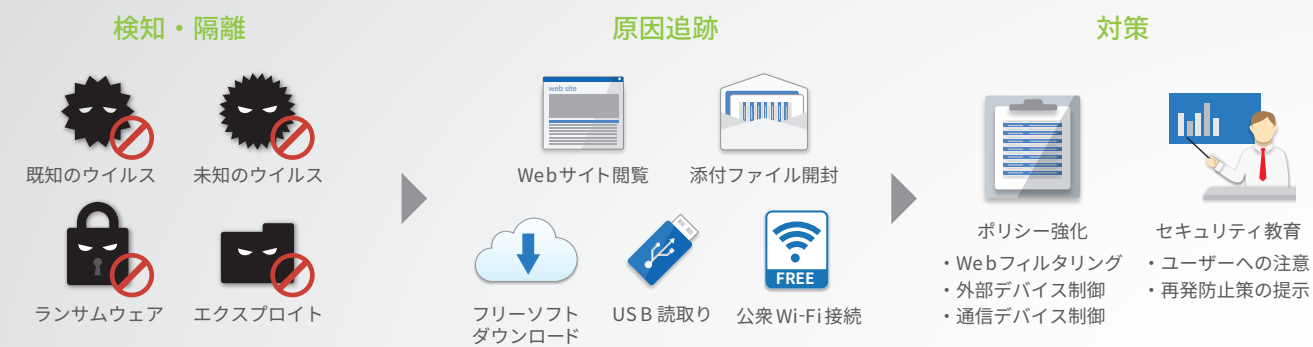 検知・隔離
既知のウイルス
未知のウイルス
ランサムウェア
エクスプロイト
原因追跡
web site
Webサイト閲覧
添付ファイル開封
フリーソフト
ダウンロード
USB読取り
FREE
公衆Wi-Fi接続
対策
ポリシー強化
・Webフィルタリング
・外部デバイス制御
・通信デバイス制御
セキュリティ教育
・ユーザーへの注意
・再発防止策の提示